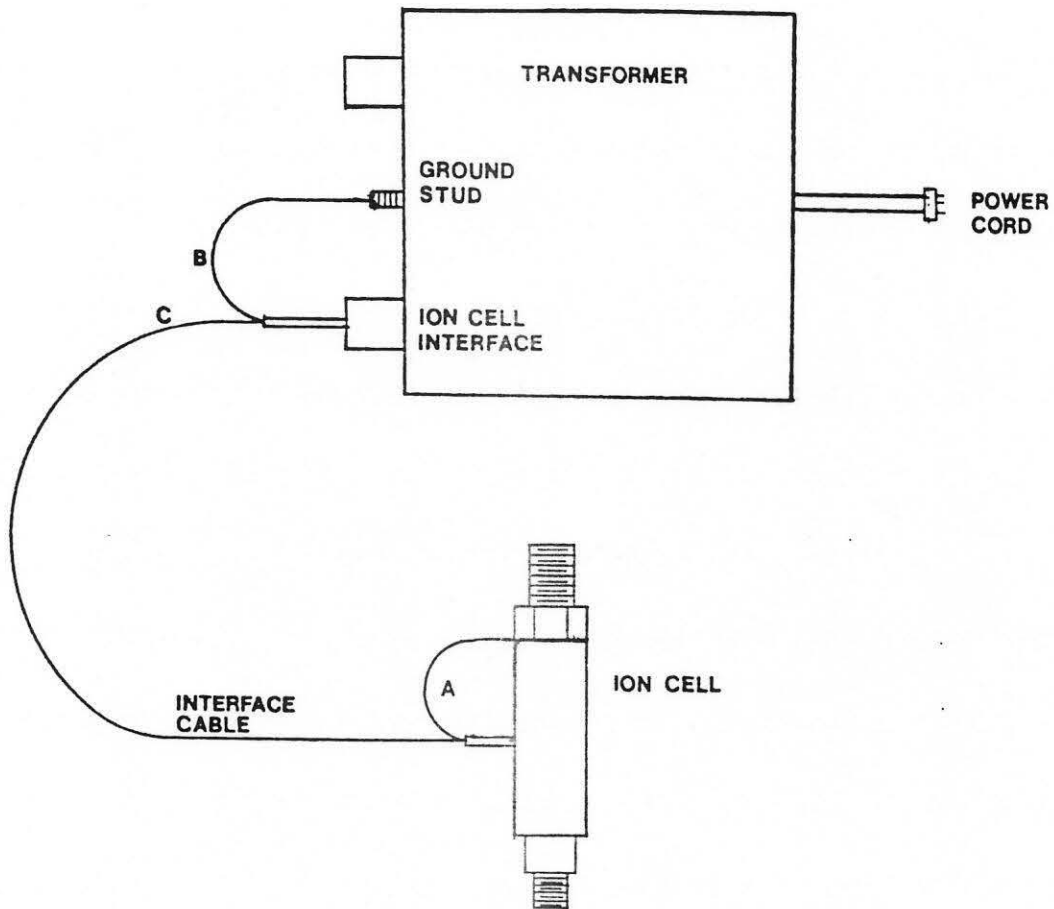 TRANSFORMER
GROUND
STUD
POWER
CORD
B
C
ION CELL
INTERFACE
A
ION CELL
INTERFACE
CABLE